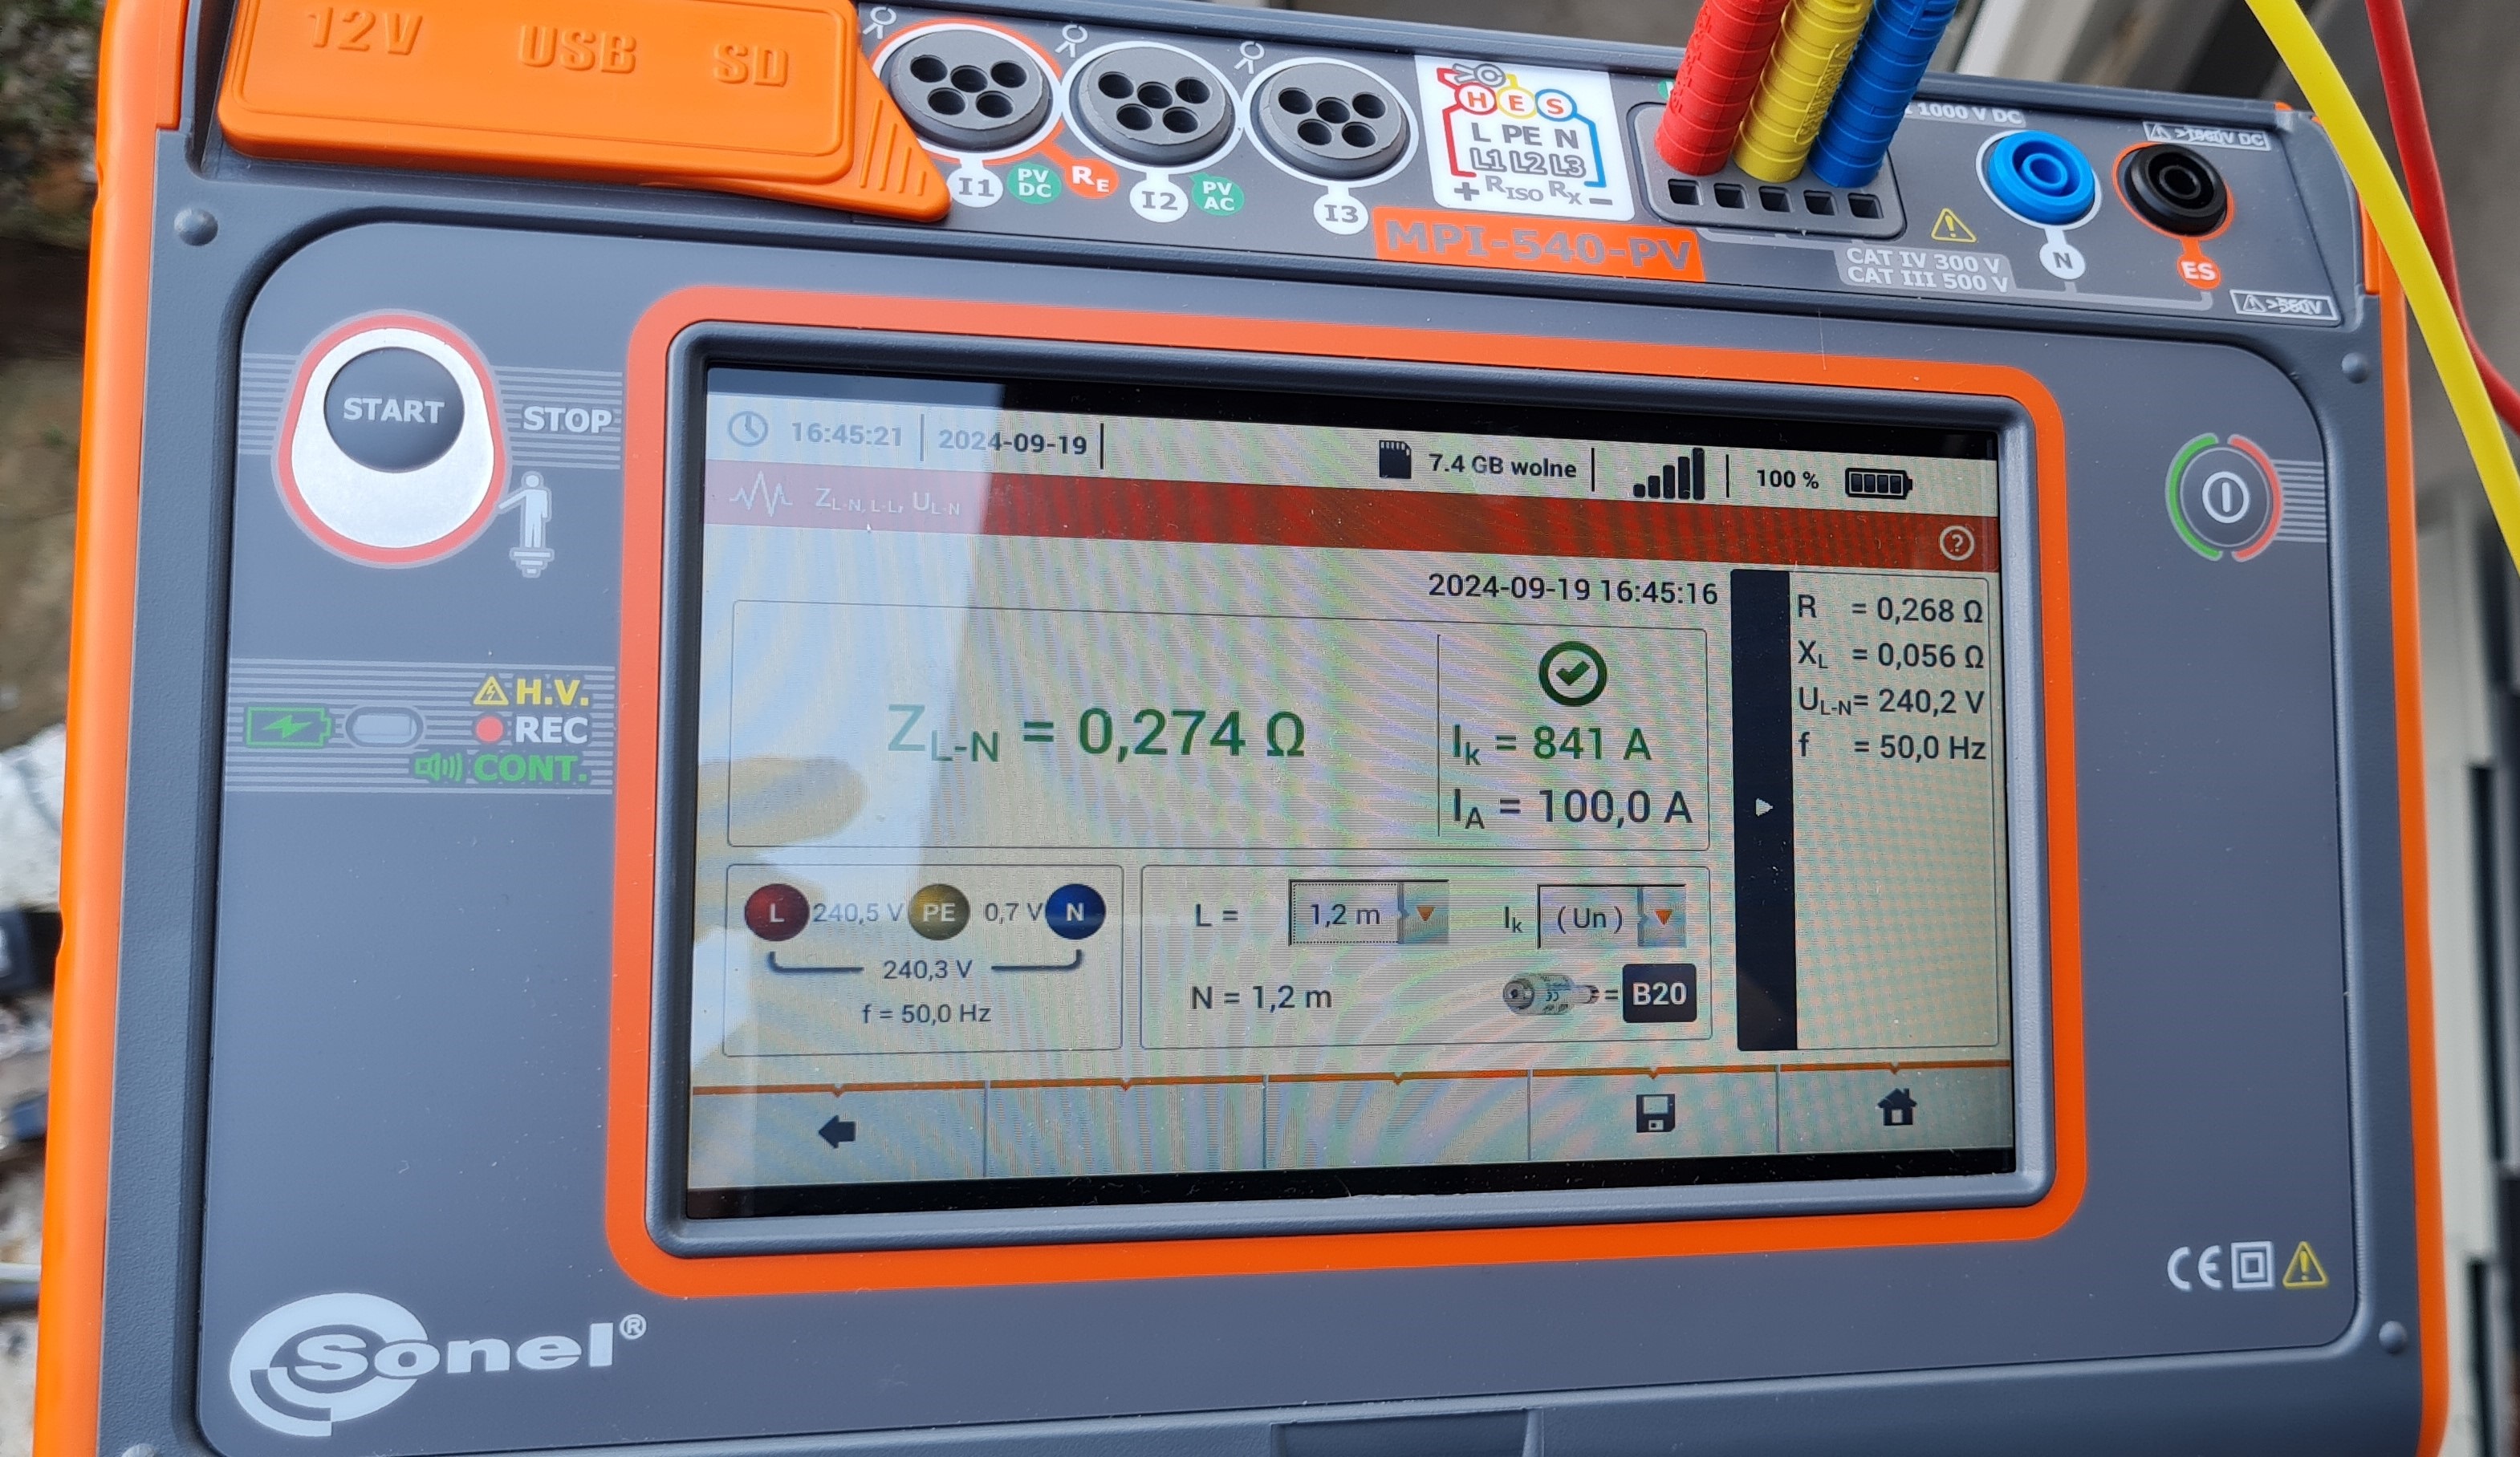 12V USB SD
H E S
L PE N
L1 L2 L3
+ RISO RX −
I1 PV DC RE I2 PV AC I3
MPI-540-PV
1000 V DC
CAT IV 300 V
CAT III 500 V
N
ES
START
STOP
H.V.
REC
CONT.
16:45:21 2024-09-19
7.4 GB wolne 100 %
ZL-N, L-L, UL-N
?
2024-09-19 16:45:16
ZL-N = 0,274 Ω
Ik = 841 A
IA = 100,0 A
R = 0,268 Ω
XL = 0,056 Ω
UL-N= 240,2 V
f = 50,0 Hz
L 240,5 V PE 0,7 V N
240,3 V
f = 50,0 Hz
L = 1,2 m Ik (Un)
N = 1,2 m = B20
sonel®
CE